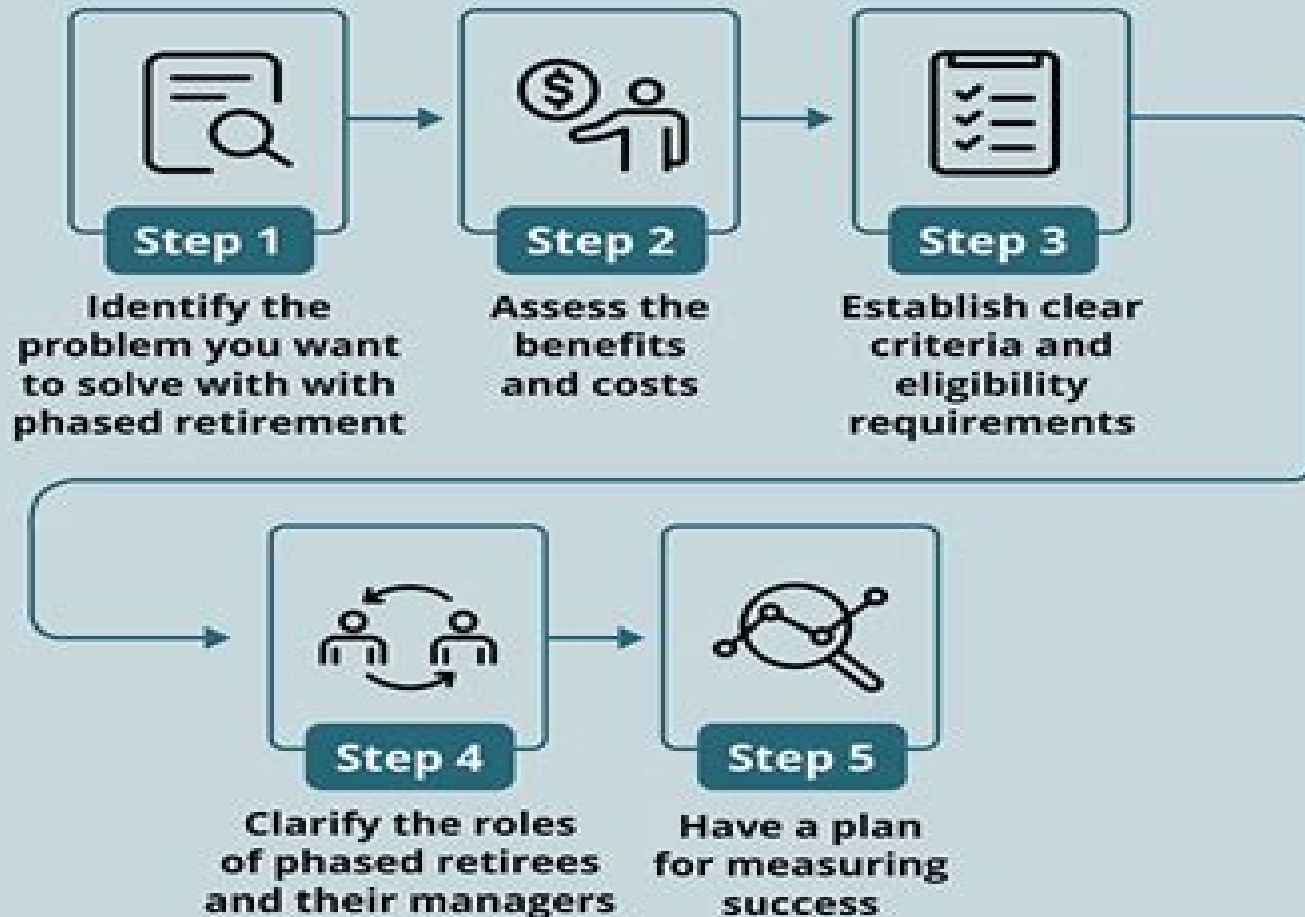 Step 1
Identify the
problem you want
to solve with with
phased retirement
Step 2
Assess the
benefits
and costs
Step 3
Establish clear
criteria and
eligibility
requirements
Step 4
Clarify the roles
of phased retirees
and their managers
Step 5
Have a plan
for measuring
success